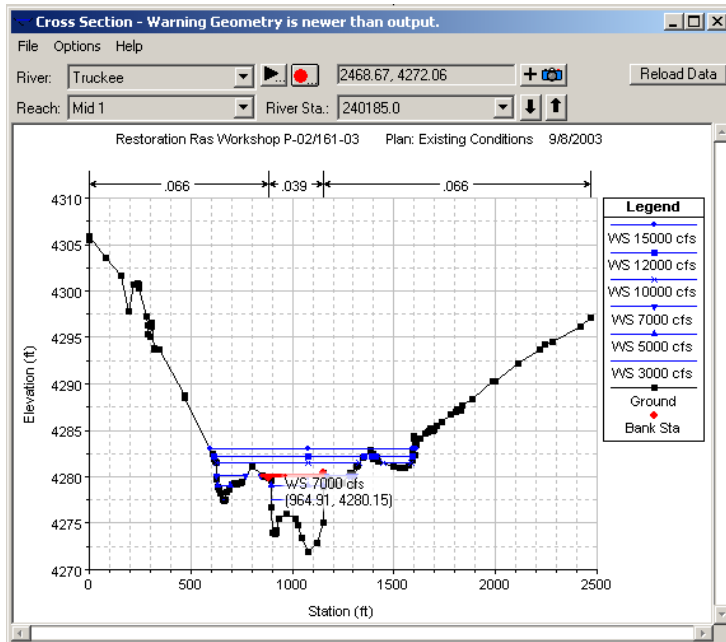 Cross Section - Warning Geometry is newer than output.
File Options Help
River: Truckee 2468.67, 4272.06 Reload Data
Reach: Mid 1 River Sta.: 240185.0
Restoration Ras Workshop P-02/161-03 Plan: Existing Conditions 9/8/2003
.066 .039 .066
4310
4305
4300
4295
4290
4285
4280
4275
4270
Elevation (ft)
WS 7000 cfs
(964.91, 4280.15)
0 500 1000 1500 2000 2500
Station (ft)
Legend
WS 15000 cfs
WS 12000 cfs
WS 10000 cfs
WS 7000 cfs
WS 5000 cfs
WS 3000 cfs
Ground
Bank Sta